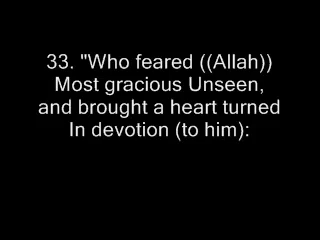 33. "Who feared ((Allah))
Most gracious Unseen,
and brought a heart turned
In devotion (to him):